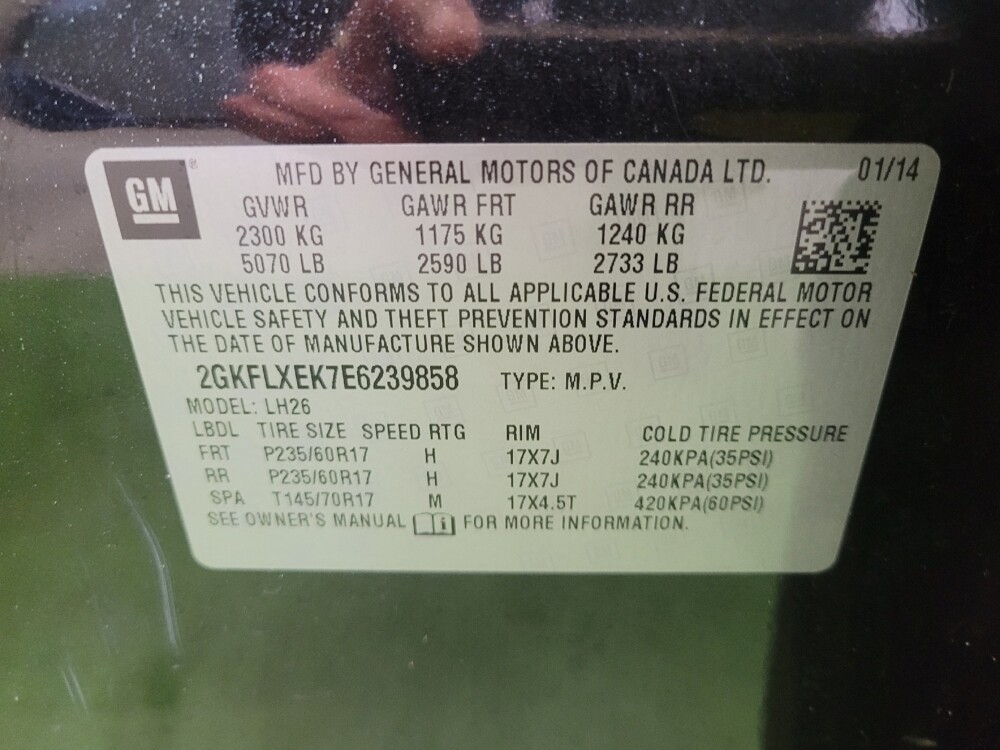 GM ®
MFD BY GENERAL MOTORS OF CANADA LTD. 01/14
GVWR GAWR FRT GAWR RR
2300 KG 1175 KG 1240 KG
5070 LB 2590 LB 2733 LB
THIS VEHICLE CONFORMS TO ALL APPLICABLE U.S. FEDERAL MOTOR
VEHICLE SAFETY AND THEFT PREVENTION STANDARDS IN EFFECT ON
THE DATE OF MANUFACTURE SHOWN ABOVE.
2GKFLXEK7E6239858 TYPE: M.P.V.
MODEL: LH26
LBDL TIRE SIZE SPEED RTG RIM COLD TIRE PRESSURE
FRT P235/60R17 H 17X7J 240KPA(35PSI)
RR P235/60R17 H 17X7J 240KPA(35PSI)
SPA T145/70R17 M 17X4.5T 420KPA(60PSI)
SEE OWNER'S MANUAL i FOR MORE INFORMATION.